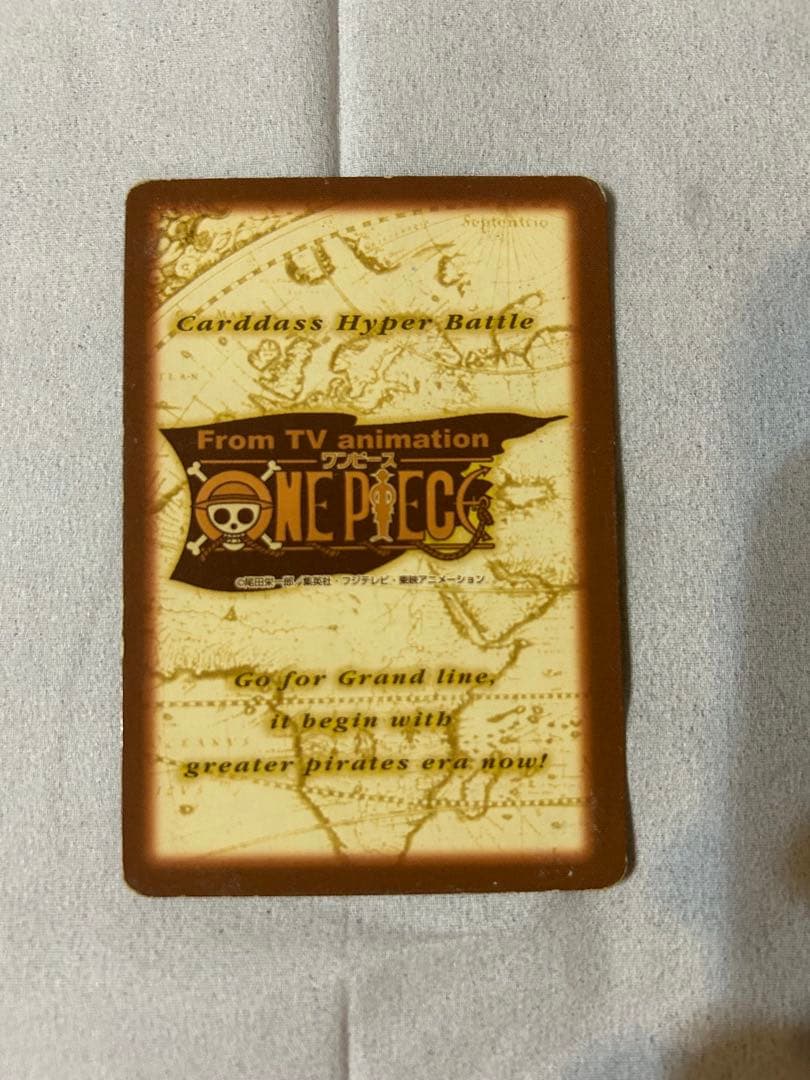 Septentrio
Carddass Hyper Battle
From TV animation
ワンピース
ONE PIECE
©尾田栄一郎／集英社・フジテレビ・東映アニメーション
Go for Grand line,
it begin with
greater pirates era now!